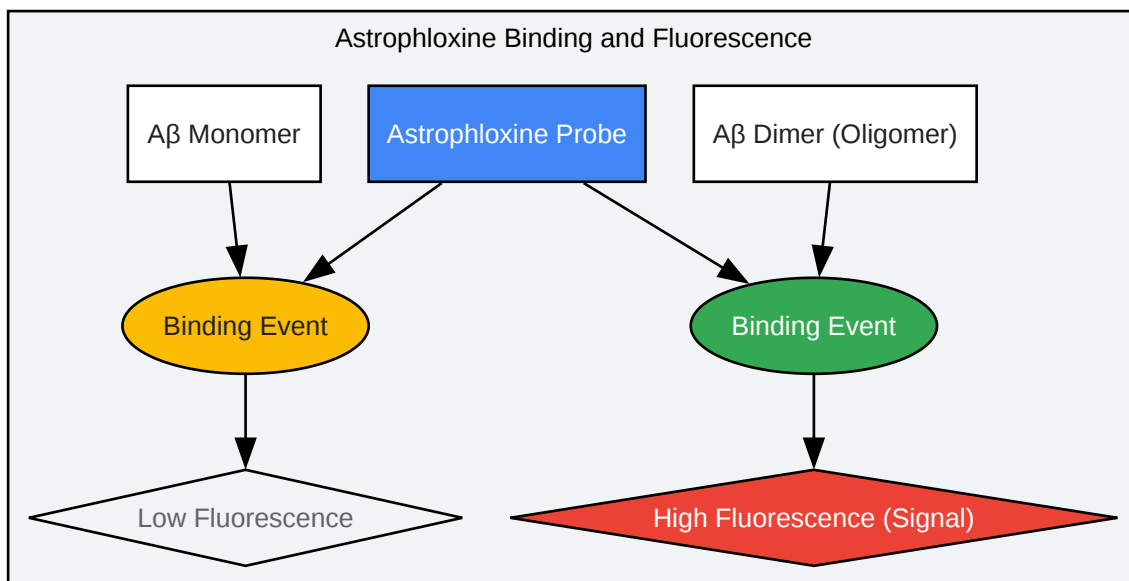 Astrophloxine Binding and Fluorescence
Aβ Monomer
Astrophloxine Probe
Aβ Dimer (Oligomer)
Binding Event
Binding Event
Low Fluorescence
High Fluorescence (Signal)